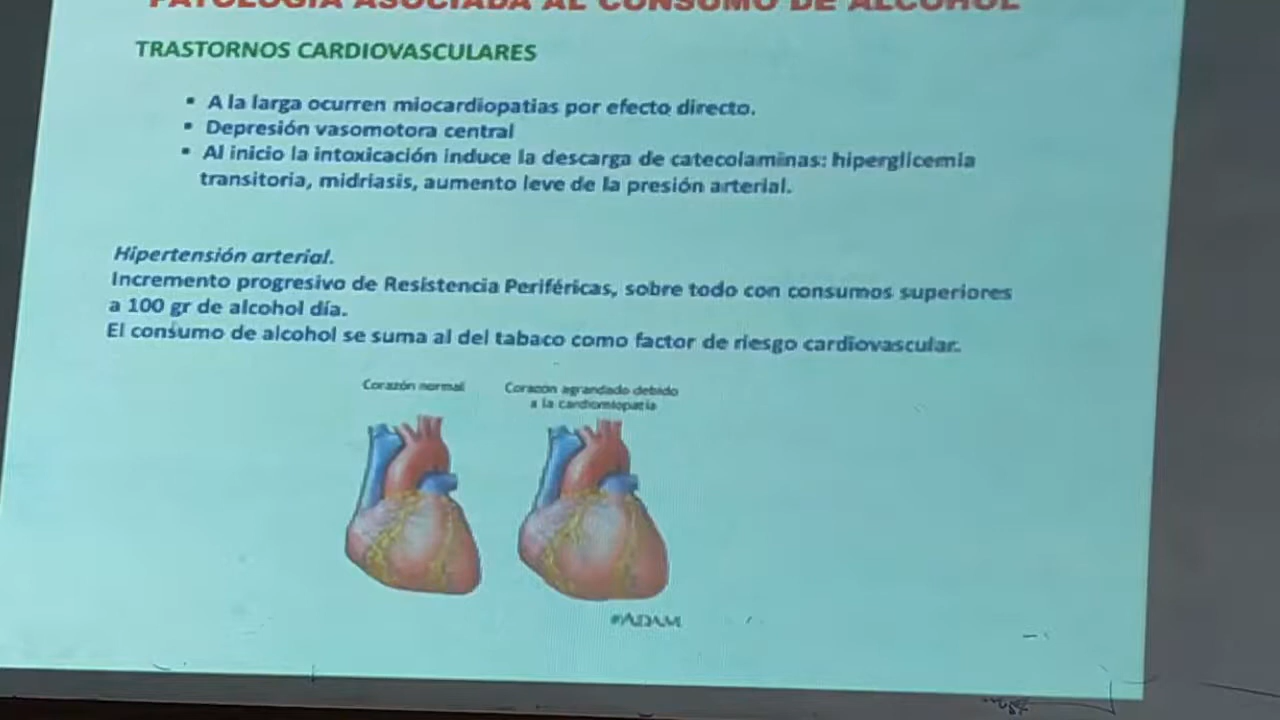 PATOLOGÍA ASOCIADA AL CONSUMO DE ALCOHOL
TRASTORNOS CARDIOVASCULARES
▪ A la larga ocurren miocardiopatias por efecto directo.
▪ Depresión vasomotora central
▪ Al inicio la intoxicación induce la descarga de catecolaminas: hiperglicemia
transitoria, midriasis, aumento leve de la presión arterial.
Hipertensión arterial.
Incremento progresivo de Resistencia Periféricas, sobre todo con consumos superiores
a 100 gr de alcohol día.
El consumo de alcohol se suma al del tabaco como factor de riesgo cardiovascular.
Corazón normal
Corazón agrandado debido
a la cardiomiopatía
ADAM